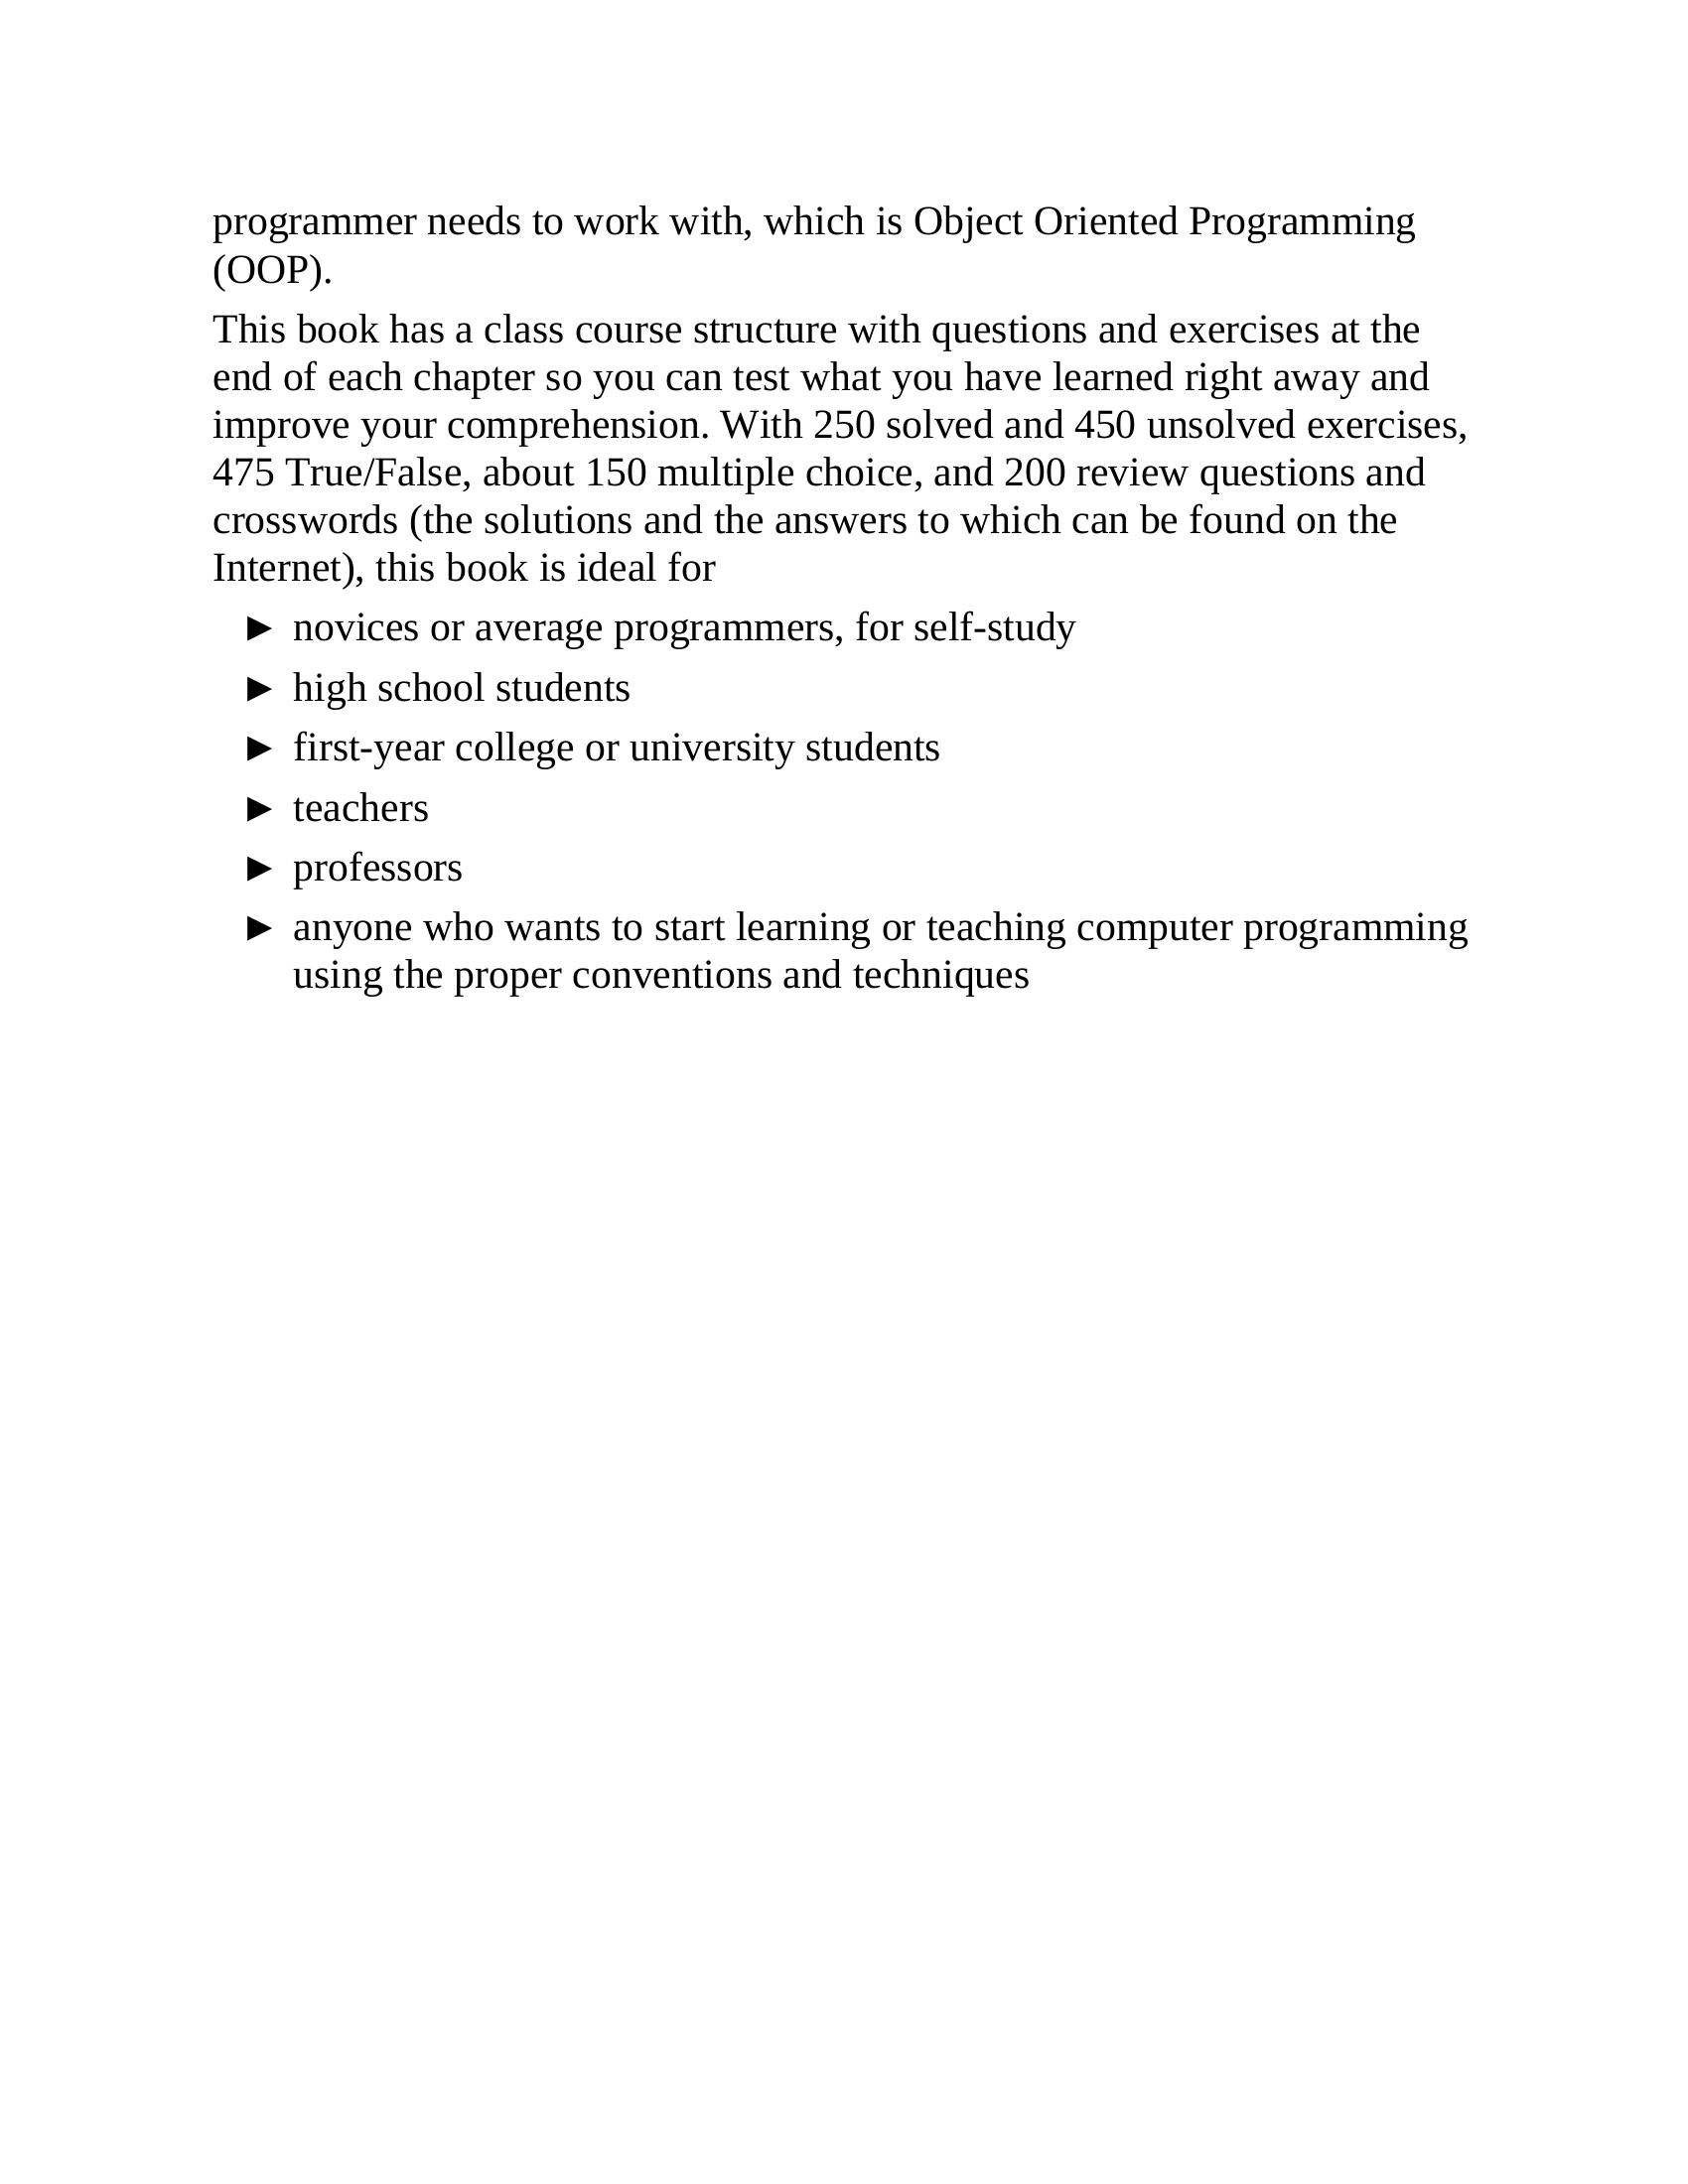 programmer needs to work with, which is Object Oriented Programming
(OOP).
This book has a class course structure with questions and exercises at the
end of each chapter so you can test what you have learned right away and
improve your comprehension. With 250 solved and 450 unsolved exercises,
475 True/False, about 150 multiple choice, and 200 review questions and
crosswords (the solutions and the answers to which can be found on the
Internet), this book is ideal for
► novices or average programmers, for self-study
► high school students
► first-year college or university students
► teachers
► professors
► anyone who wants to start learning or teaching computer programming
using the proper conventions and techniques